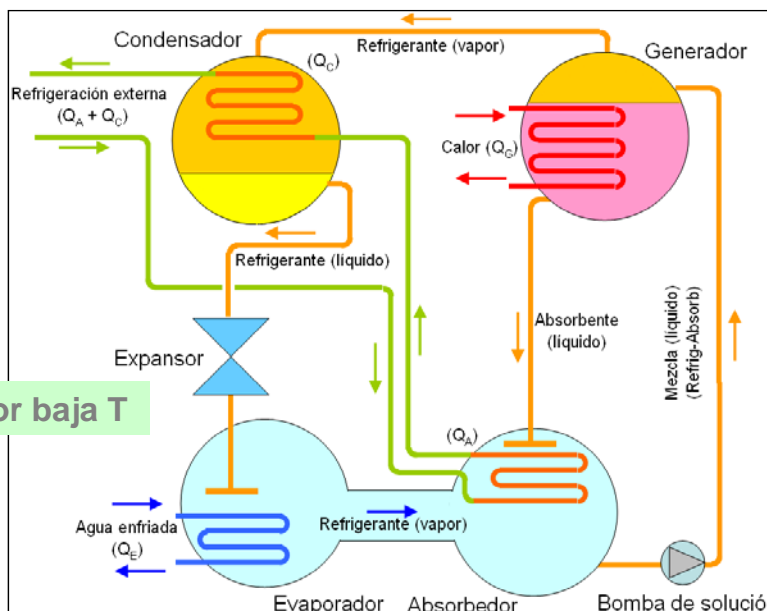 Condensador
Refrigerante (vapor)
Generador
(Q_C)
Refrigeración externa
(Q_A + Q_C)
Calor (Q_G)
Refrigerante (líquido)
Absorbente
(líquido)
Mezcla (líquido)
(Refrig-Absorb)
Expansor
or baja T
(Q_A)
Agua enfriada
(Q_E)
Refrigerante (vapor)
Evaporador
Absorbedor
Bomba de solució